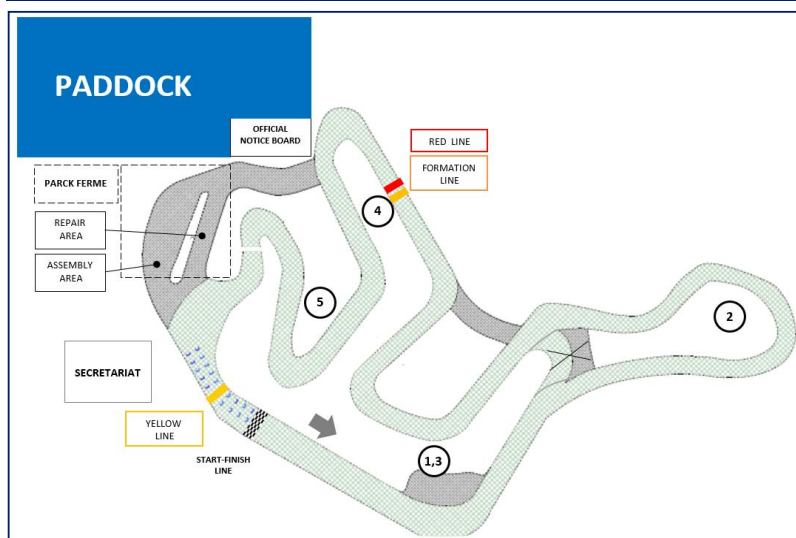 PADDOCK
OFFICIAL
NOTICE BOARD
RED LINE
FORMATION
LINE
PARCK FERME
4
REPAIR
AREA
ASSEMBLY
AREA
5
2
SECRETARIAT
YELLOW
LINE
START-FINISH
LINE
1,3